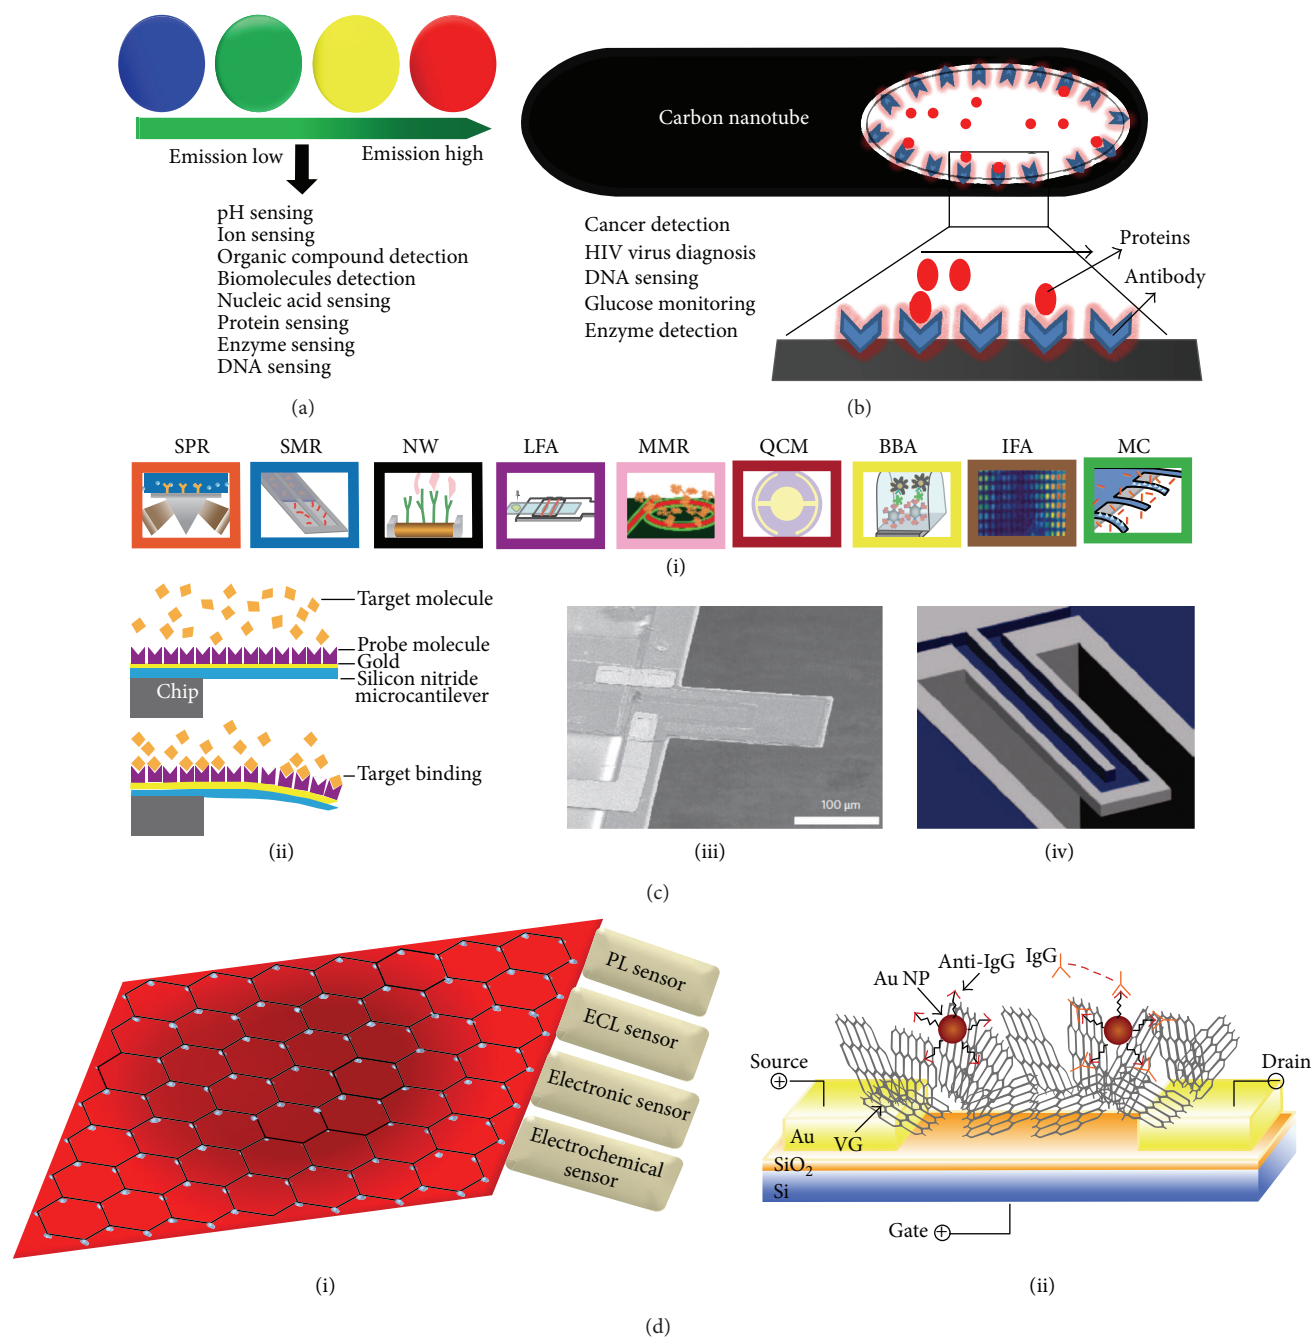 Emission low
Emission high
pH sensing
Ion sensing
Organic compound detection
Biomolecules detection
Nucleic acid sensing
Protein sensing
Enzyme sensing
DNA sensing
(a)
Carbon nanotube
Cancer detection
HIV virus diagnosis
DNA sensing
Glucose monitoring
Enzyme detection
Proteins
Antibody
(b)
SPR
SMR
NW
LFA
MMR
QCM
BBA
IFA
MC
(i)
Target molecule
Probe molecule
Gold
Silicon nitride
microcantilever
Chip
Target binding
(ii)
100 μm
(iii)
(iv)
(c)
PL sensor
ECL sensor
Electronic sensor
Electrochemical
sensor
(i)
Au NP
Anti-IgG
IgG
Source
Drain
Au
VG
SiO₂
Si
Gate
(ii)
(d)